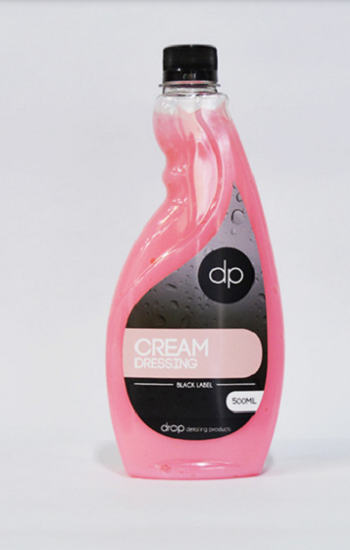 dp
CREAM
DRESSING
BLACK LABEL
500ML
drop detailing products